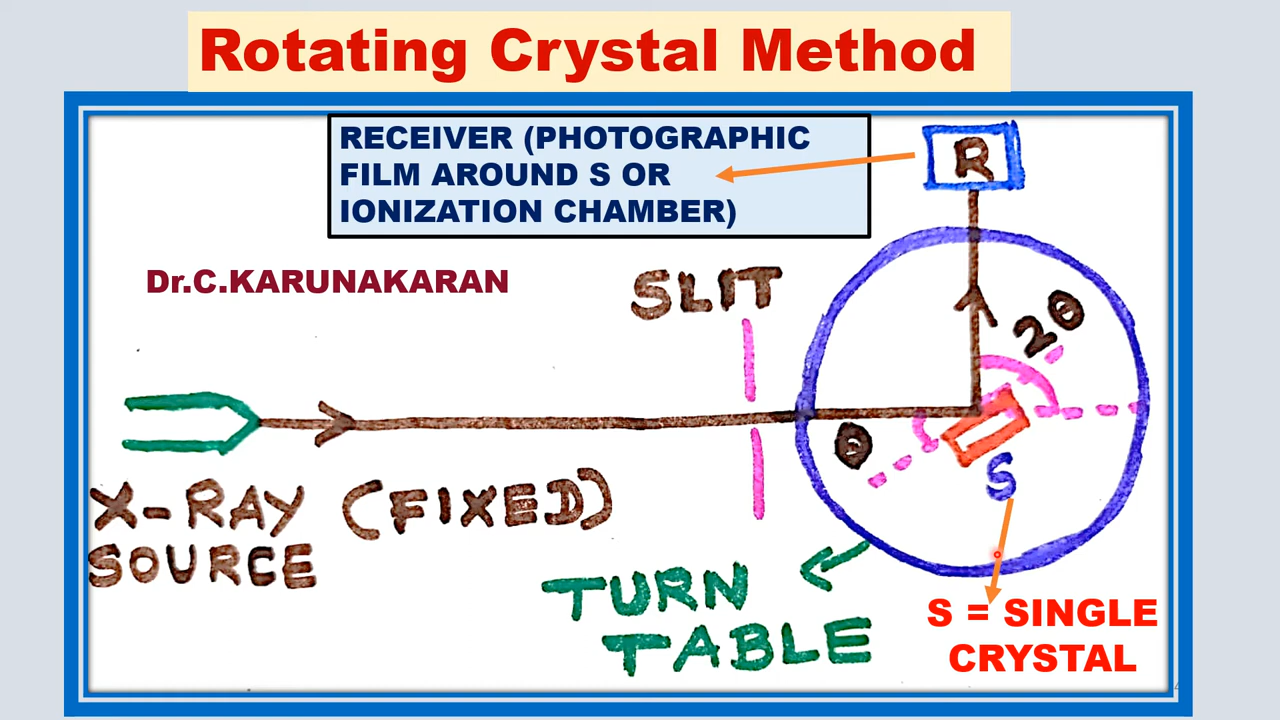 Rotating Crystal Method
RECEIVER (PHOTOGRAPHIC
FILM AROUND S OR
IONIZATION CHAMBER)
R
Dr.C.KARUNAKARAN
SLIT
2θ
θ
S
X-RAY (FIXED)
SOURCE
TURN
TABLE
S = SINGLE
CRYSTAL